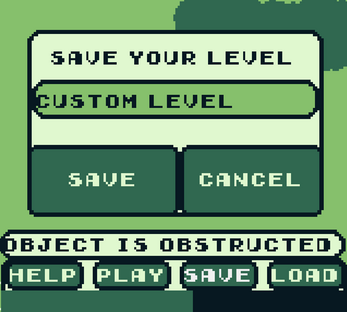 SAVE YOUR LEVEL
CUSTOM LEVEL
SAVE CANCEL
OBJECT IS OBSTRUCTED
HELP PLAY SAVE LOAD